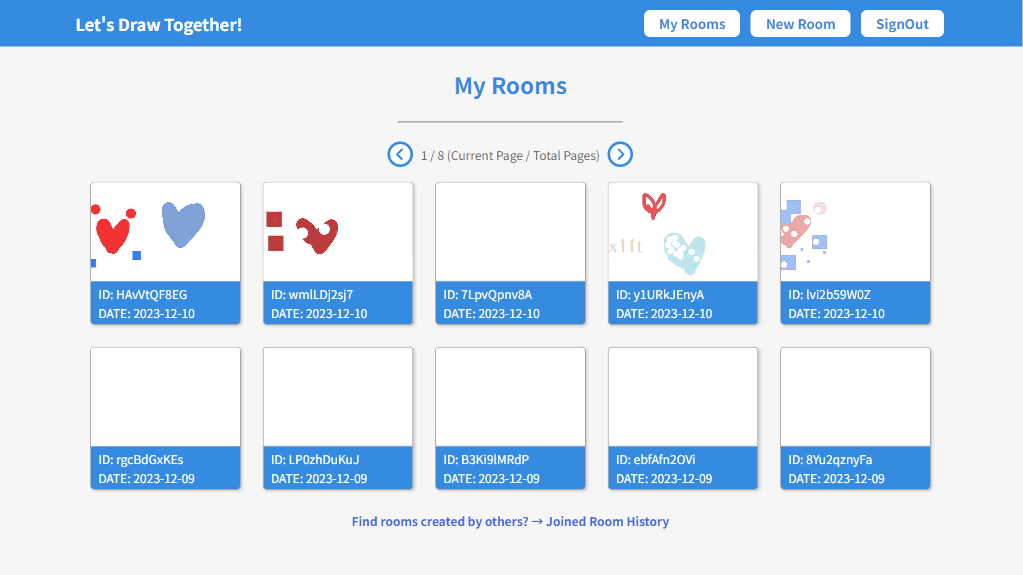 Let's Draw Together!
My Rooms
New Room
SignOut
My Rooms
1 / 8 (Current Page / Total Pages)
x11t
ID: HAvVtQF8EG
DATE: 2023-12-10
ID: wmlLDj2sj7
DATE: 2023-12-10
ID: 7LpvQpnv8A
DATE: 2023-12-10
ID: y1URkJEnyA
DATE: 2023-12-10
ID: lvi2b59W0Z
DATE: 2023-12-10
ID: rgcBdGxKEs
DATE: 2023-12-09
ID: LP0zhDuKuJ
DATE: 2023-12-09
ID: B3Ki9lMRdP
DATE: 2023-12-09
ID: ebfAfn2OVi
DATE: 2023-12-09
ID: 8Yu2qznyFa
DATE: 2023-12-09
Find rooms created by others? → Joined Room History